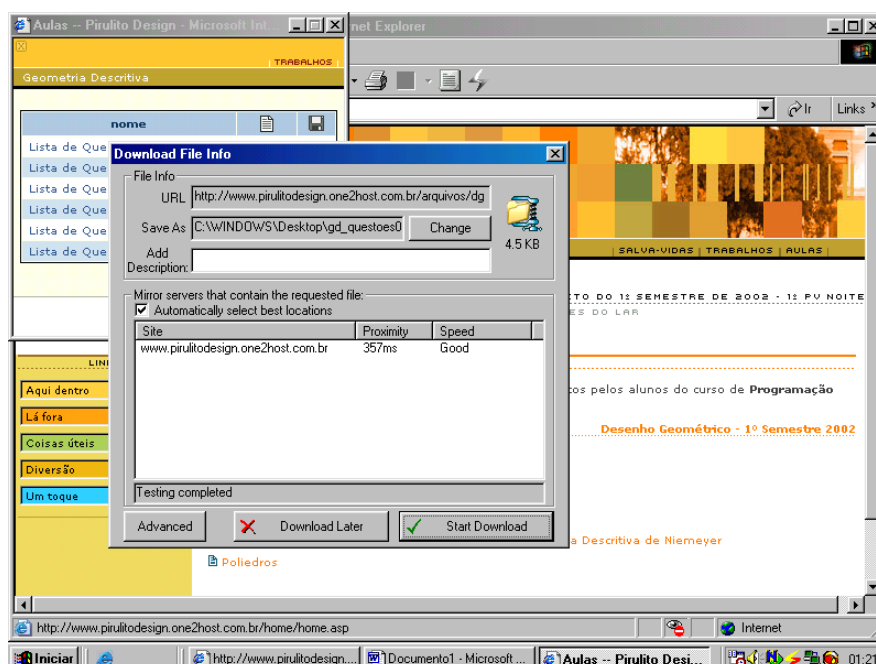 Aulas -- Pirulito Design - Microsoft Int...
net Explorer
TRABALHOS
Geometria Descritiva
Ir
Links
nome
Lista de Que
Lista de Que
Lista de Que
Lista de Que
Lista de Que
Lista de Que
Download File Info
File Info
URL
http://www.pirulitodesign.one2host.com.br/arquivos/dg
Save As
C:\WINDOWS\Desktop\gd_questoes0
Change
4.5 KB
Add
Description:
SALVA-VIDAS | TRABALHOS | AULAS
Mirror servers that contain the requested file:
Automatically select best locations
Site
Proximity
Speed
www.pirulitodesign.one2host.com.br
357ms
Good
TO DO 1º SEMESTRE DE 2002 - 1º PV NOITE
ES DO LAR
LIN
Aqui dentro
Lá fora
Coisas úteis
Diversão
Um toque
tos pelos alunos do curso de Programação
Desenho Geométrico - 1º Semestre 2002
Testing completed
Advanced
Download Later
Start Download
a Descritiva de Niemeyer
Poliedros
http://www.pirulitodesign.one2host.com.br/home/home.asp
Internet
Iniciar
http://www.pirulitodesign....
Documento1 - Microsoft ...
Aulas -- Pirulito Desi...
01:21